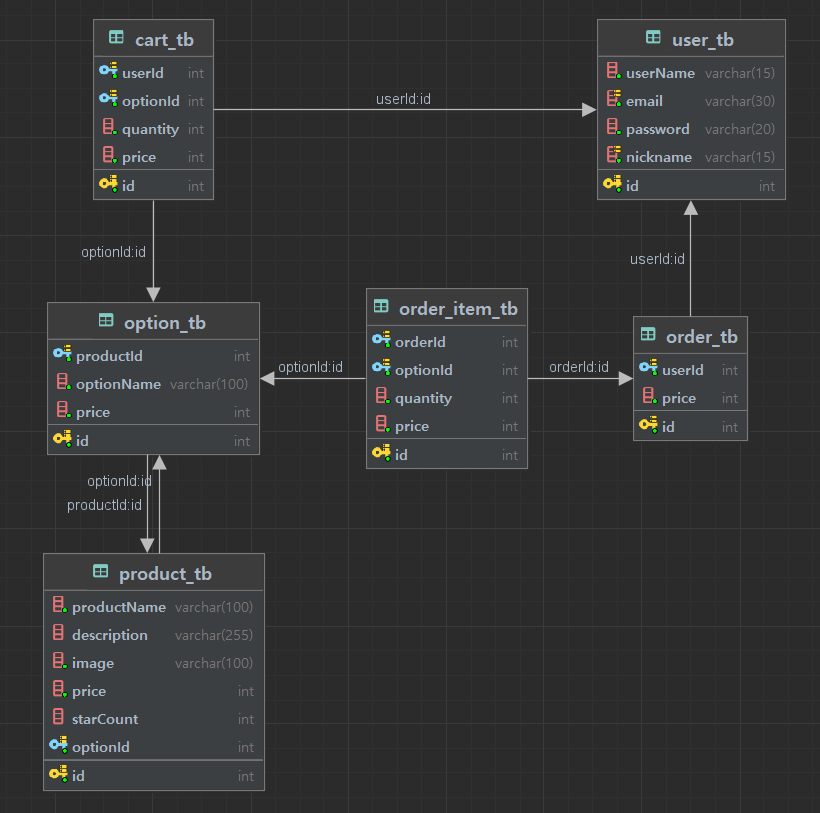 cart_tb
userId int
optionId int
quantity int
price int
id int
userId:id
user_tb
userName varchar(15)
email varchar(30)
password varchar(20)
nickname varchar(15)
id int
optionId:id
userId:id
option_tb
productId int
optionName varchar(100)
price int
id int
optionId:id
order_item_tb
orderId int
optionId int
quantity int
price int
id int
orderId:id
order_tb
userId int
price int
id int
optionId:id
productId:id
product_tb
productName varchar(100)
description varchar(255)
image varchar(100)
price int
starCount int
optionId int
id int